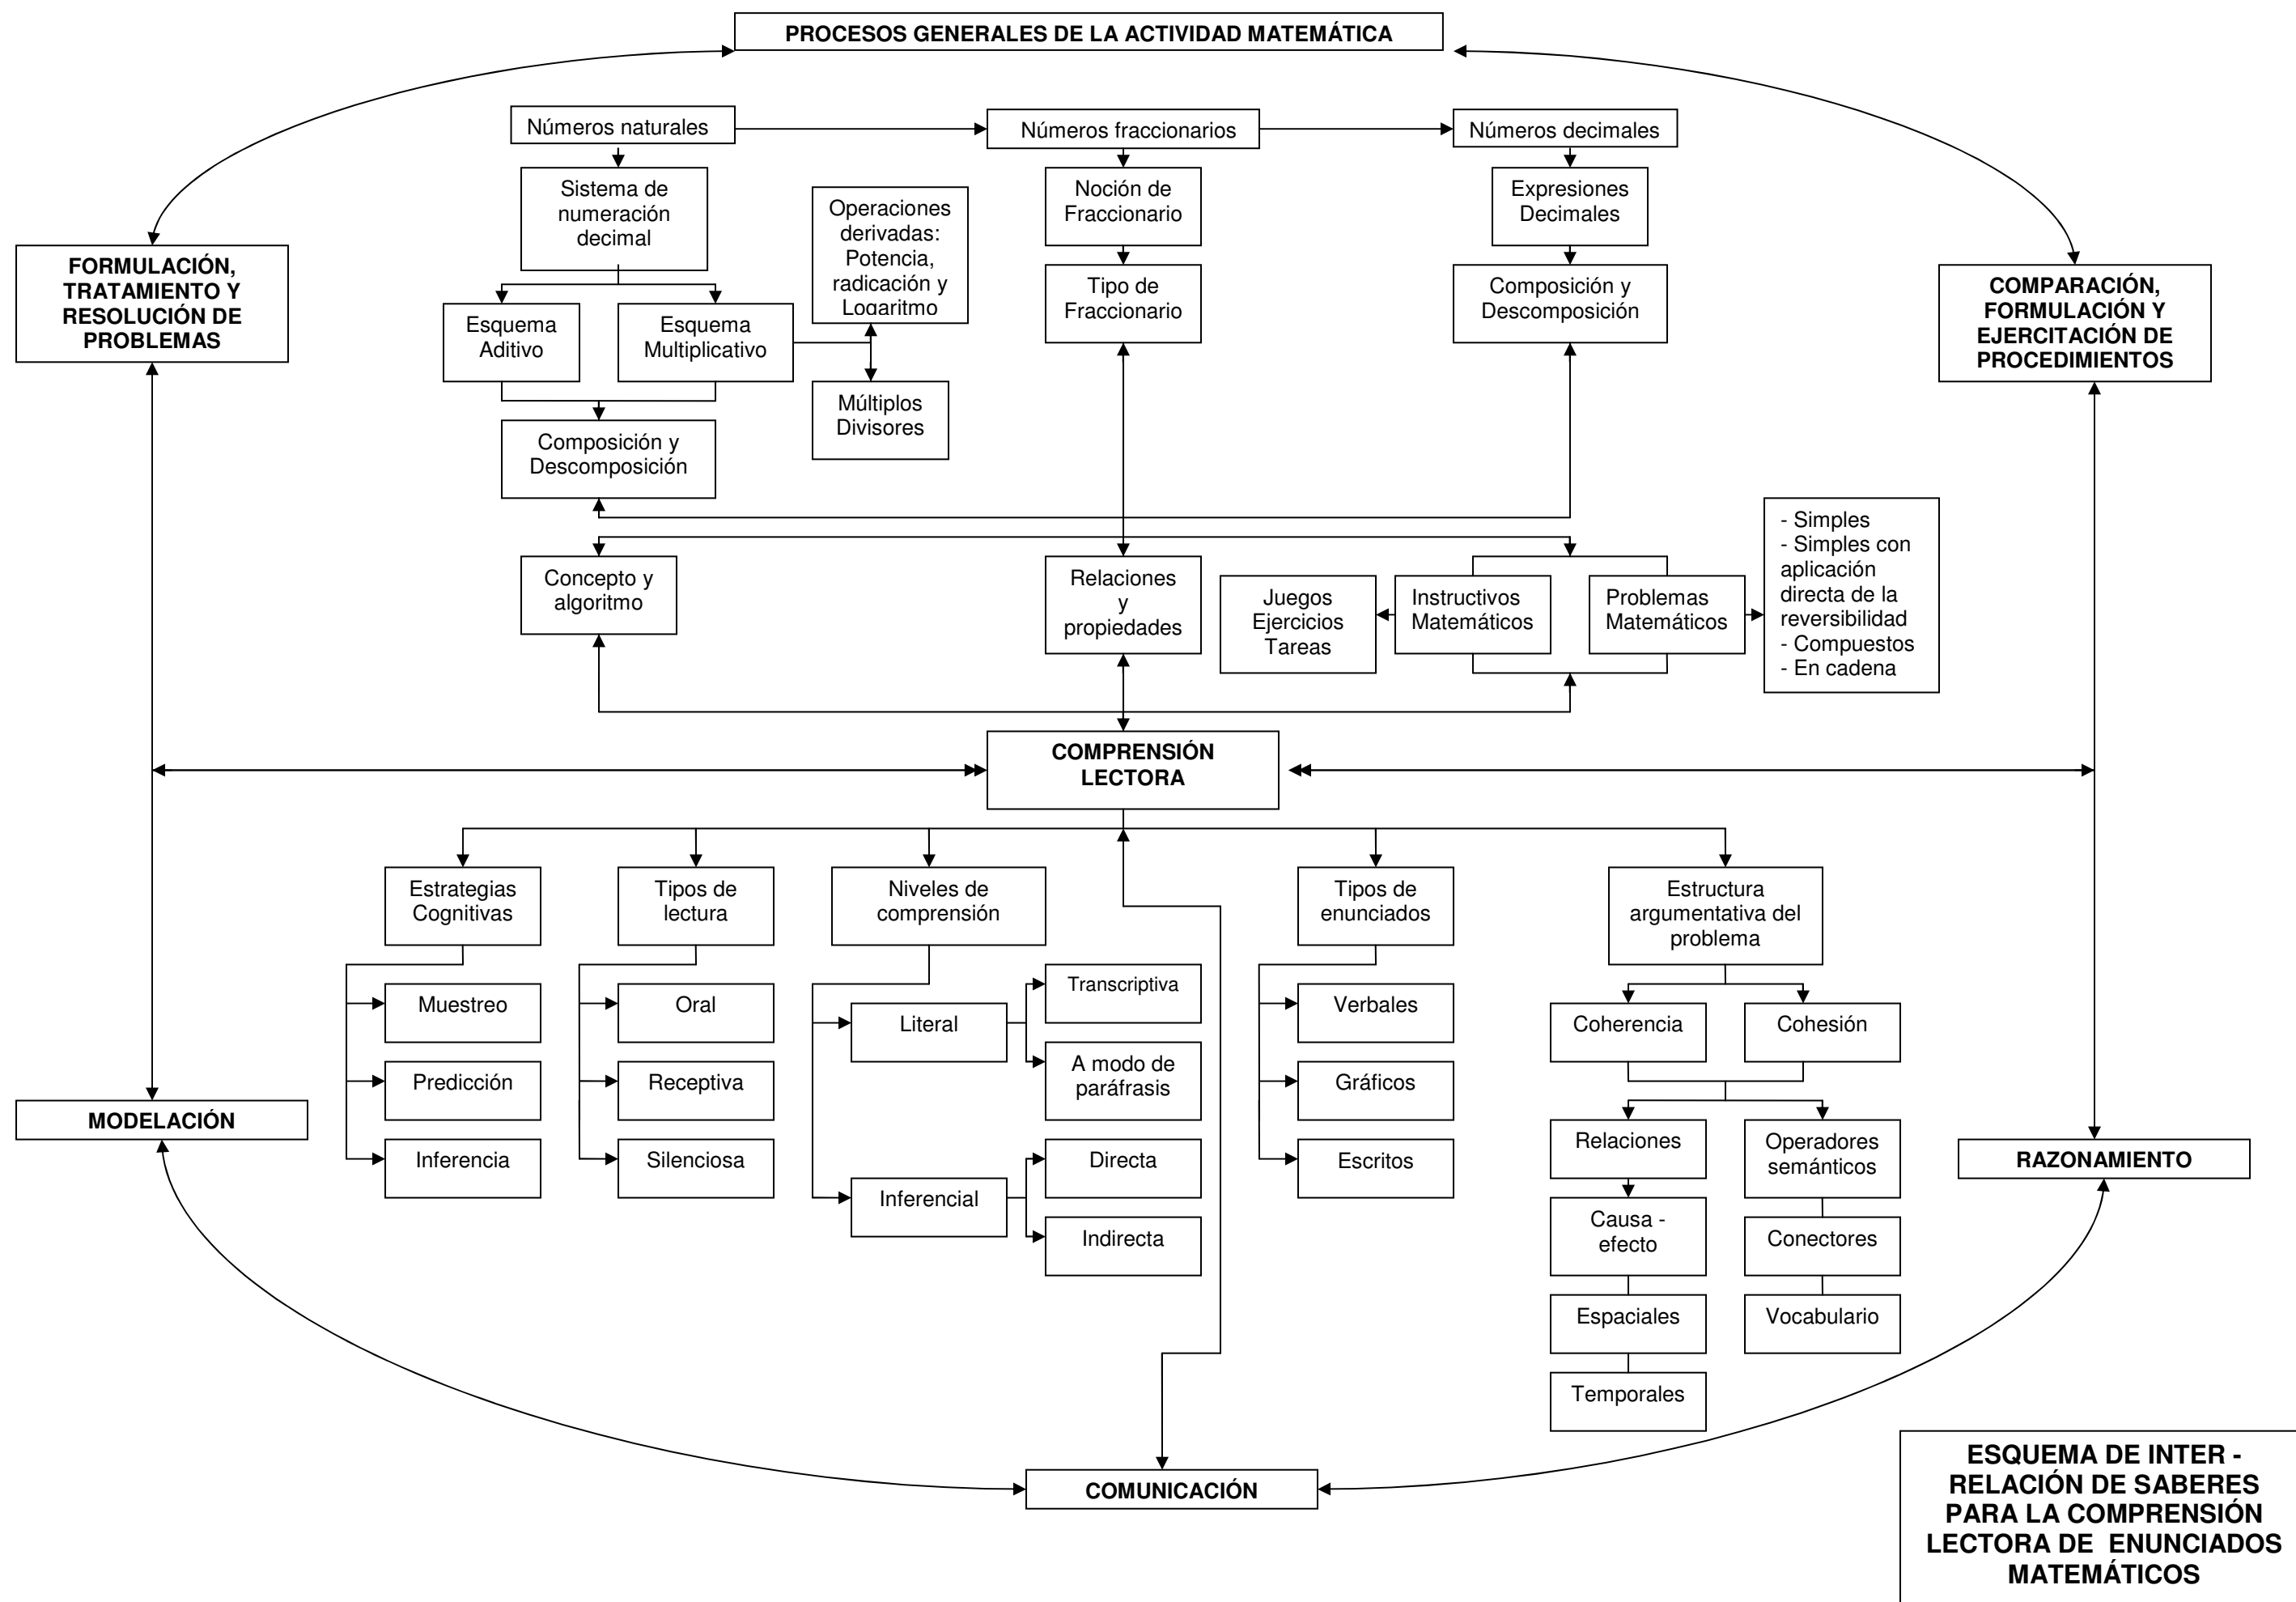 PROCESOS GENERALES DE LA ACTIVIDAD MATEMÁTICA
Números naturales
Números fraccionarios
Números decimales
Sistema de
numeración
decimal
Operaciones
derivadas:
Potencia,
radicación y
Logaritmo
Noción de
Fraccionario
Expresiones
Decimales
FORMULACIÓN,
TRATAMIENTO Y
RESOLUCIÓN DE
PROBLEMAS
Esquema
Aditivo
Esquema
Multiplicativo
Tipo de
Fraccionario
Composición y
Descomposición
COMPARACIÓN,
FORMULACIÓN Y
EJERCITACIÓN DE
PROCEDIMIENTOS
Múltiplos
Divisores
Composición y
Descomposición
Concepto y
algoritmo
Relaciones
y
propiedades
Juegos
Ejercicios
Tareas
Instructivos
Matemáticos
Problemas
Matemáticos
- Simples
- Simples con
aplicación
directa de la
reversibilidad
- Compuestos
- En cadena
COMPRENSIÓN
LECTORA
Estrategias
Cognitivas
Tipos de
lectura
Niveles de
comprensión
Tipos de
enunciados
Estructura
argumentativa del
problema
Muestreo
Predicción
Inferencia
Oral
Receptiva
Silenciosa
Literal
Transcriptiva
A modo de
paráfrasis
Inferencial
Directa
Indirecta
Verbales
Gráficos
Escritos
Coherencia
Cohesión
Relaciones
Operadores
semánticos
Causa -
efecto
Conectores
Espaciales
Vocabulario
Temporales
MODELACIÓN
RAZONAMIENTO
COMUNICACIÓN
ESQUEMA DE INTER -
RELACIÓN DE SABERES
PARA LA COMPRENSIÓN
LECTORA DE  ENUNCIADOS
MATEMÁTICOS